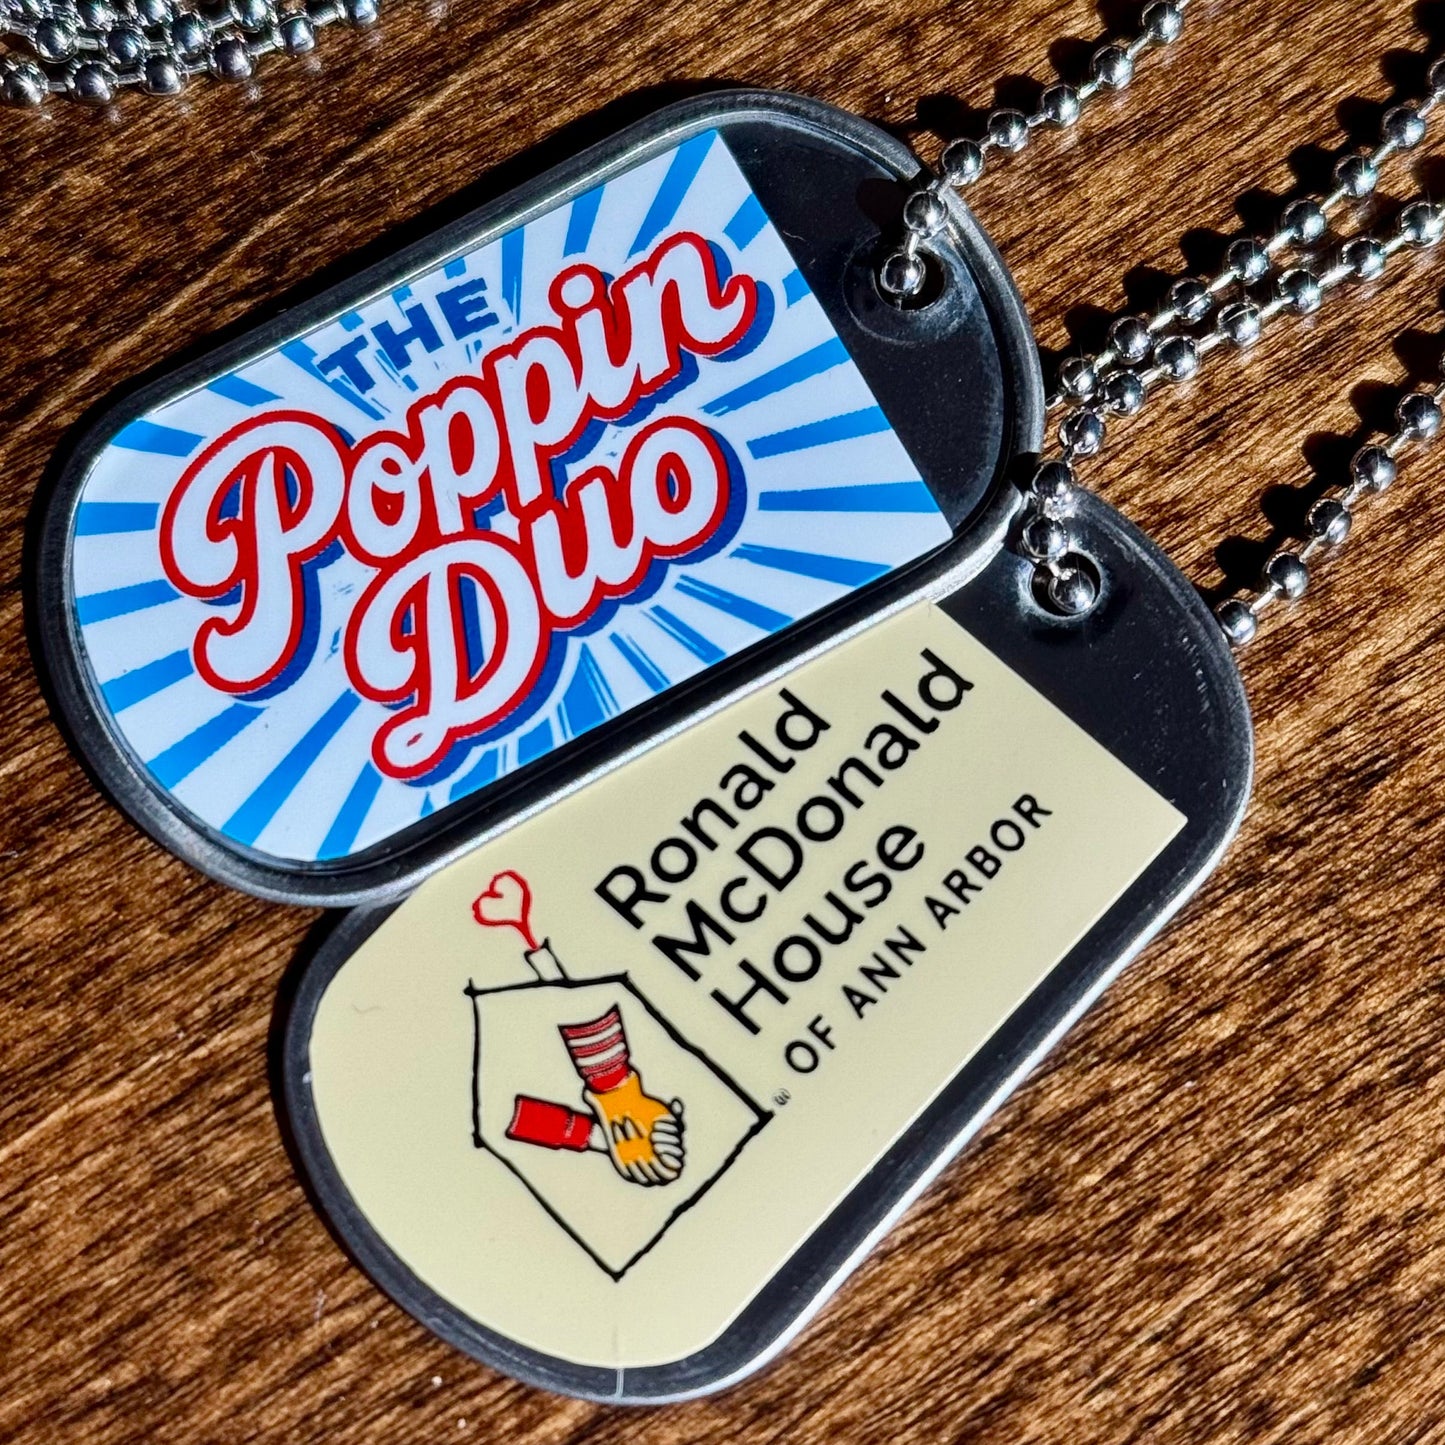 THE
Poppin
Duo
Ronald
McDonald
House
OF ANN ARBOR